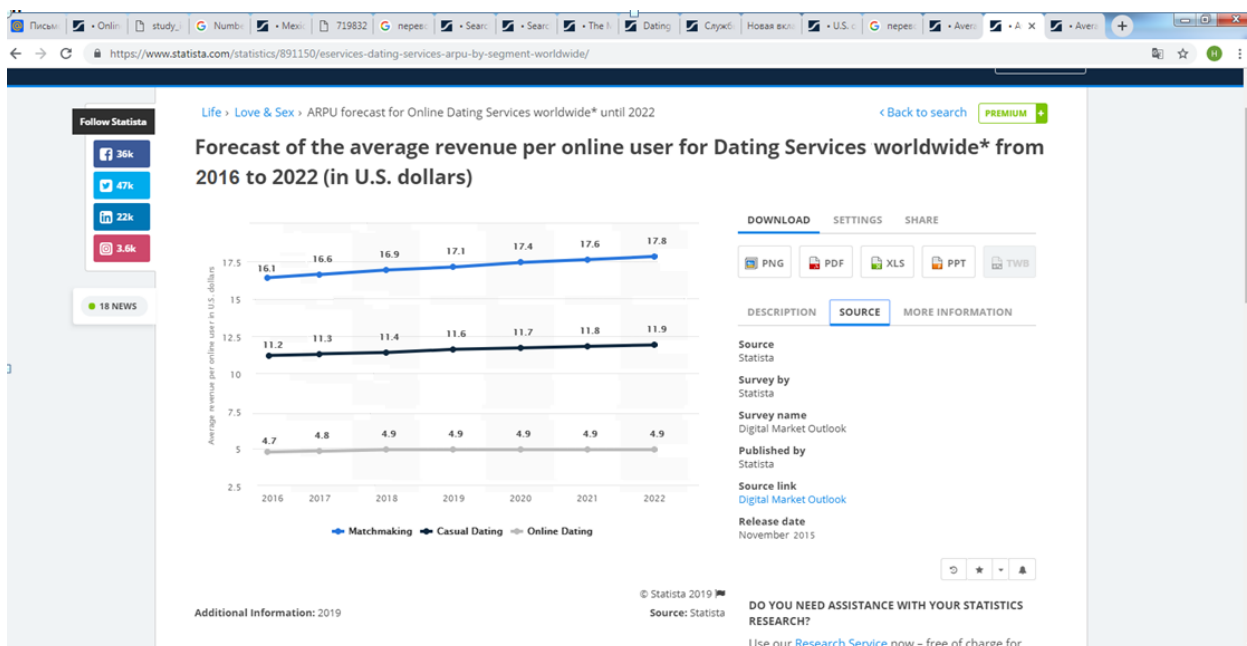 Письм
• Onlin
study_
Numbe
• Mexic
719832
перево
• Searc
• Searc
• The M
Dating
Служб
Новая вкл
• U.S. c
перев
• Avera
• A
• Avera
https://www.statista.com/statistics/891150/eservices-dating-services-arpu-by-segment-worldwide/
H
Follow Statista
36k
47k
22k
3.6k
18 NEWS
Life › Love & Sex › ARPU forecast for Online Dating Services worldwide* until 2022
‹ Back to search
PREMIUM +
Forecast of the average revenue per online user for Dating Services worldwide* from
2016 to 2022 (in U.S. dollars)
Average revenue per online user in U.S. dollars
17.5
15
12.5
10
7.5
5
2.5
16.1 16.6 16.9 17.1 17.4 17.6 17.8
11.2 11.3 11.4 11.6 11.7 11.8 11.9
4.7 4.8 4.9 4.9 4.9 4.9 4.9
2016 2017 2018 2019 2020 2021 2022
Matchmaking Casual Dating Online Dating
© Statista 2019
Additional Information: 2019
Source: Statista
DOWNLOAD SETTINGS SHARE
PNG PDF XLS PPT TWB
DESCRIPTION SOURCE MORE INFORMATION
Source
Statista
Survey by
Statista
Survey name
Digital Market Outlook
Published by
Statista
Source link
Digital Market Outlook
Release date
November 2015
DO YOU NEED ASSISTANCE WITH YOUR STATISTICS
RESEARCH?
Use our Research Service now – free of charge for